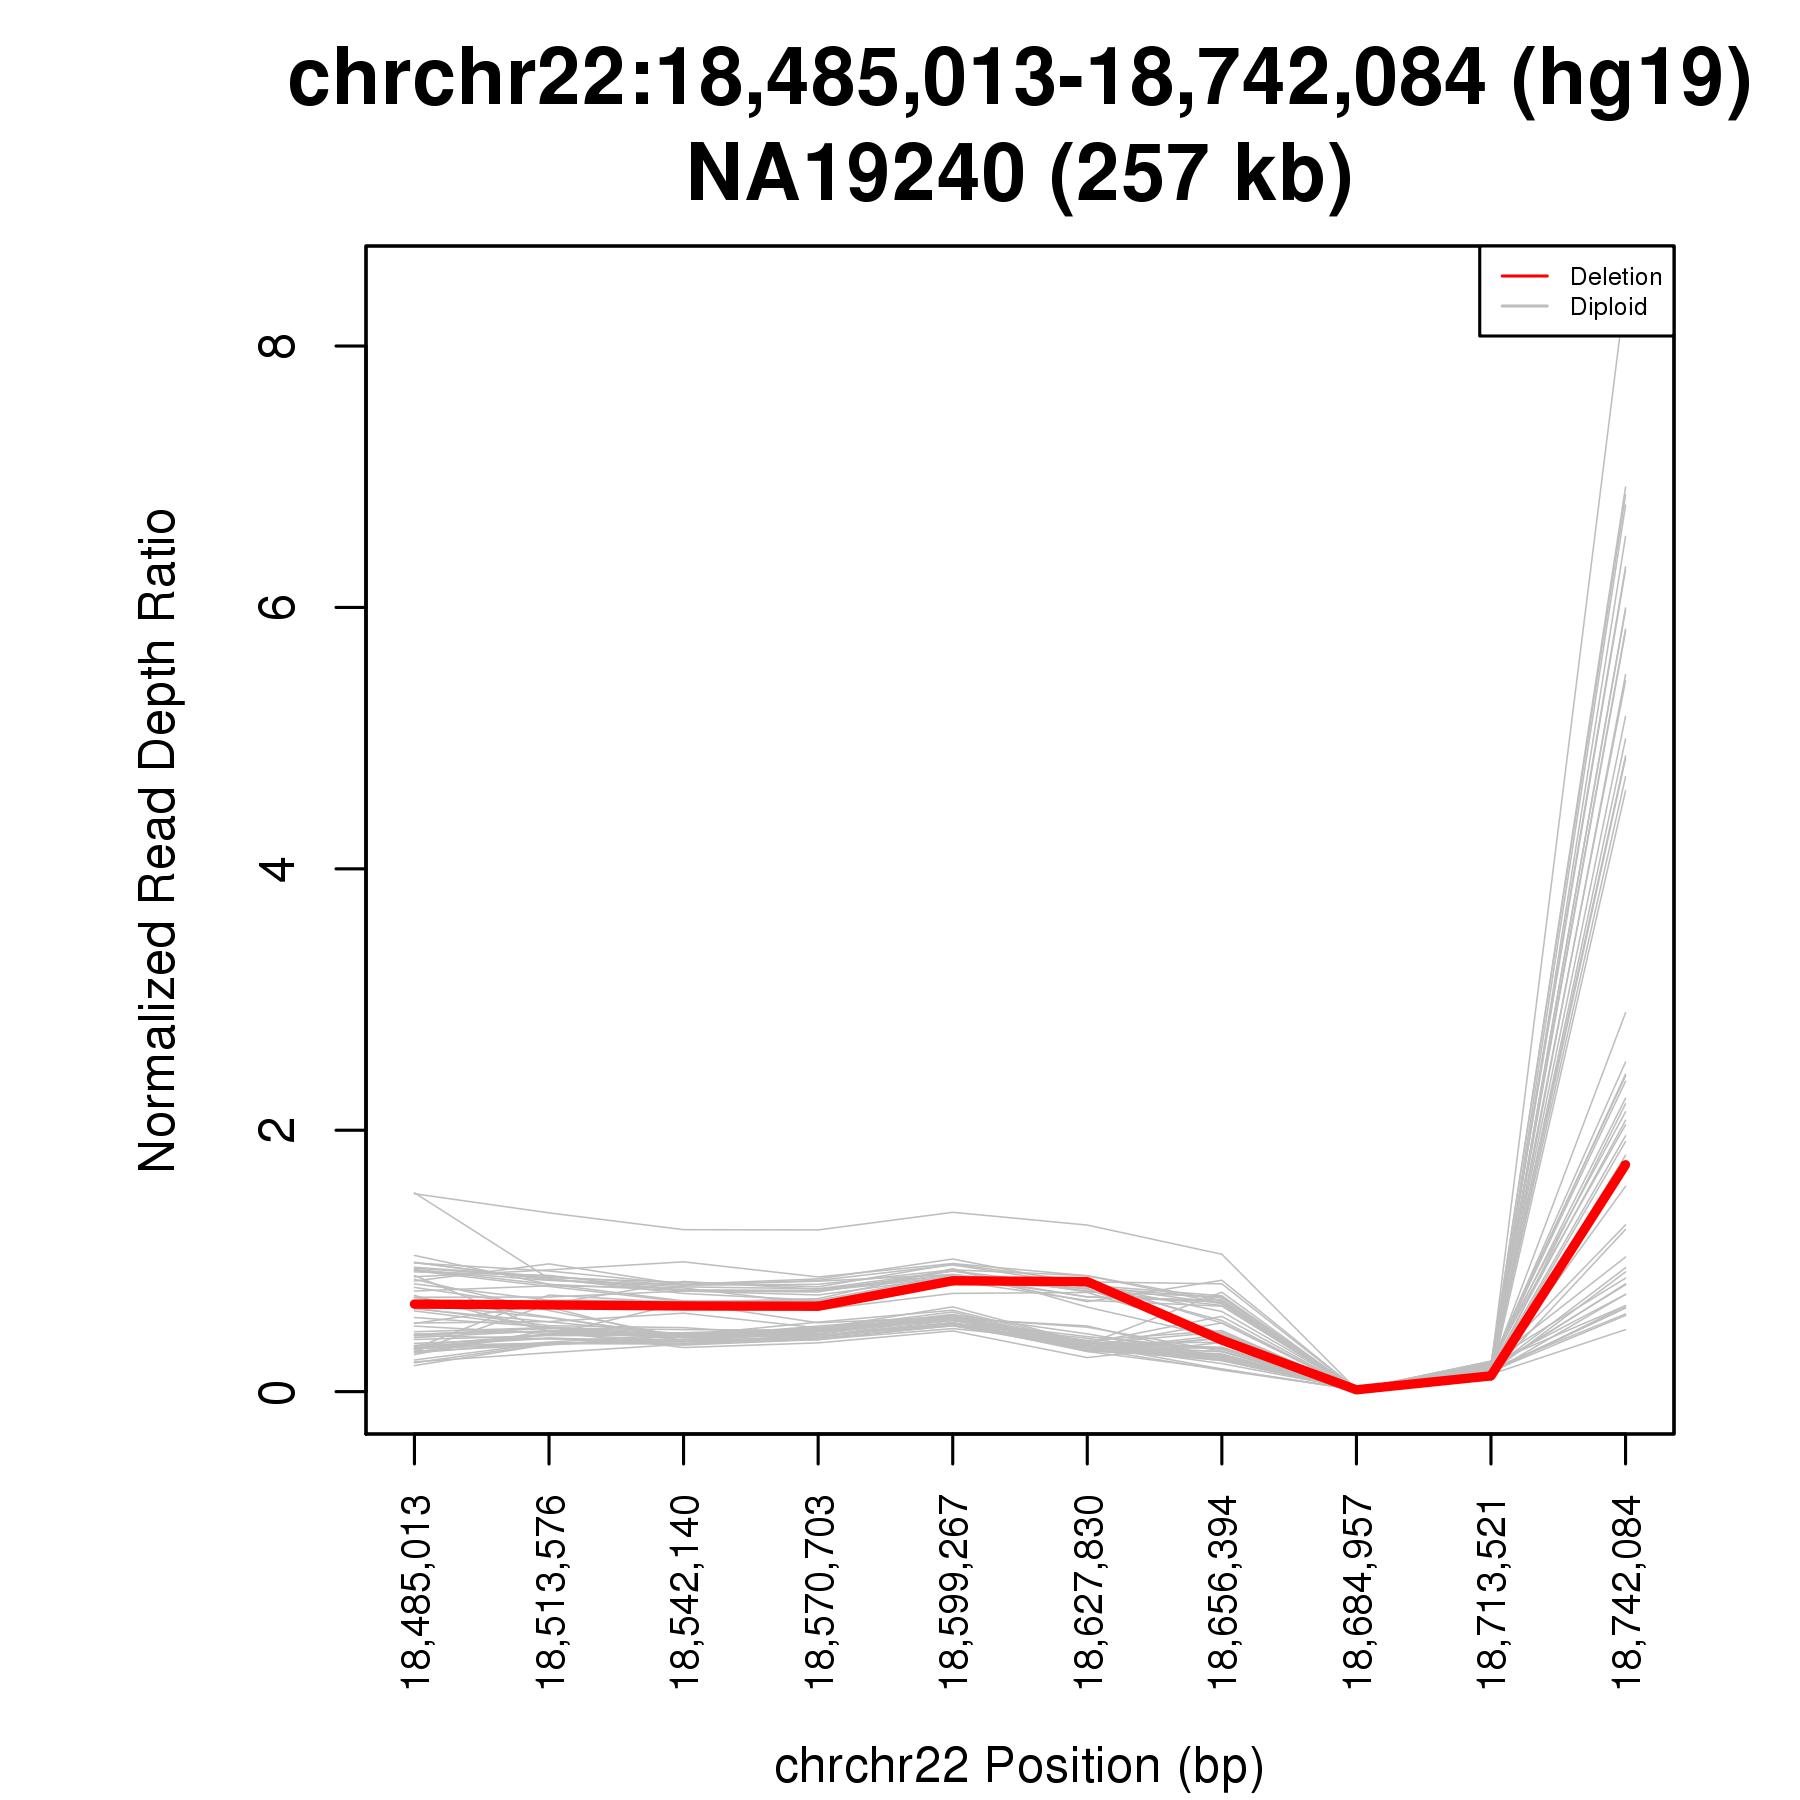 chrchr22:18,485,013-18,742,084 (hg19)
NA19240 (257 kb)
Deletion
Diploid
Normalized Read Depth Ratio
8
6
4
2
0
18,485,013
18,513,576
18,542,140
18,570,703
18,599,267
18,627,830
18,656,394
18,684,957
18,713,521
18,742,084
chrchr22 Position (bp)